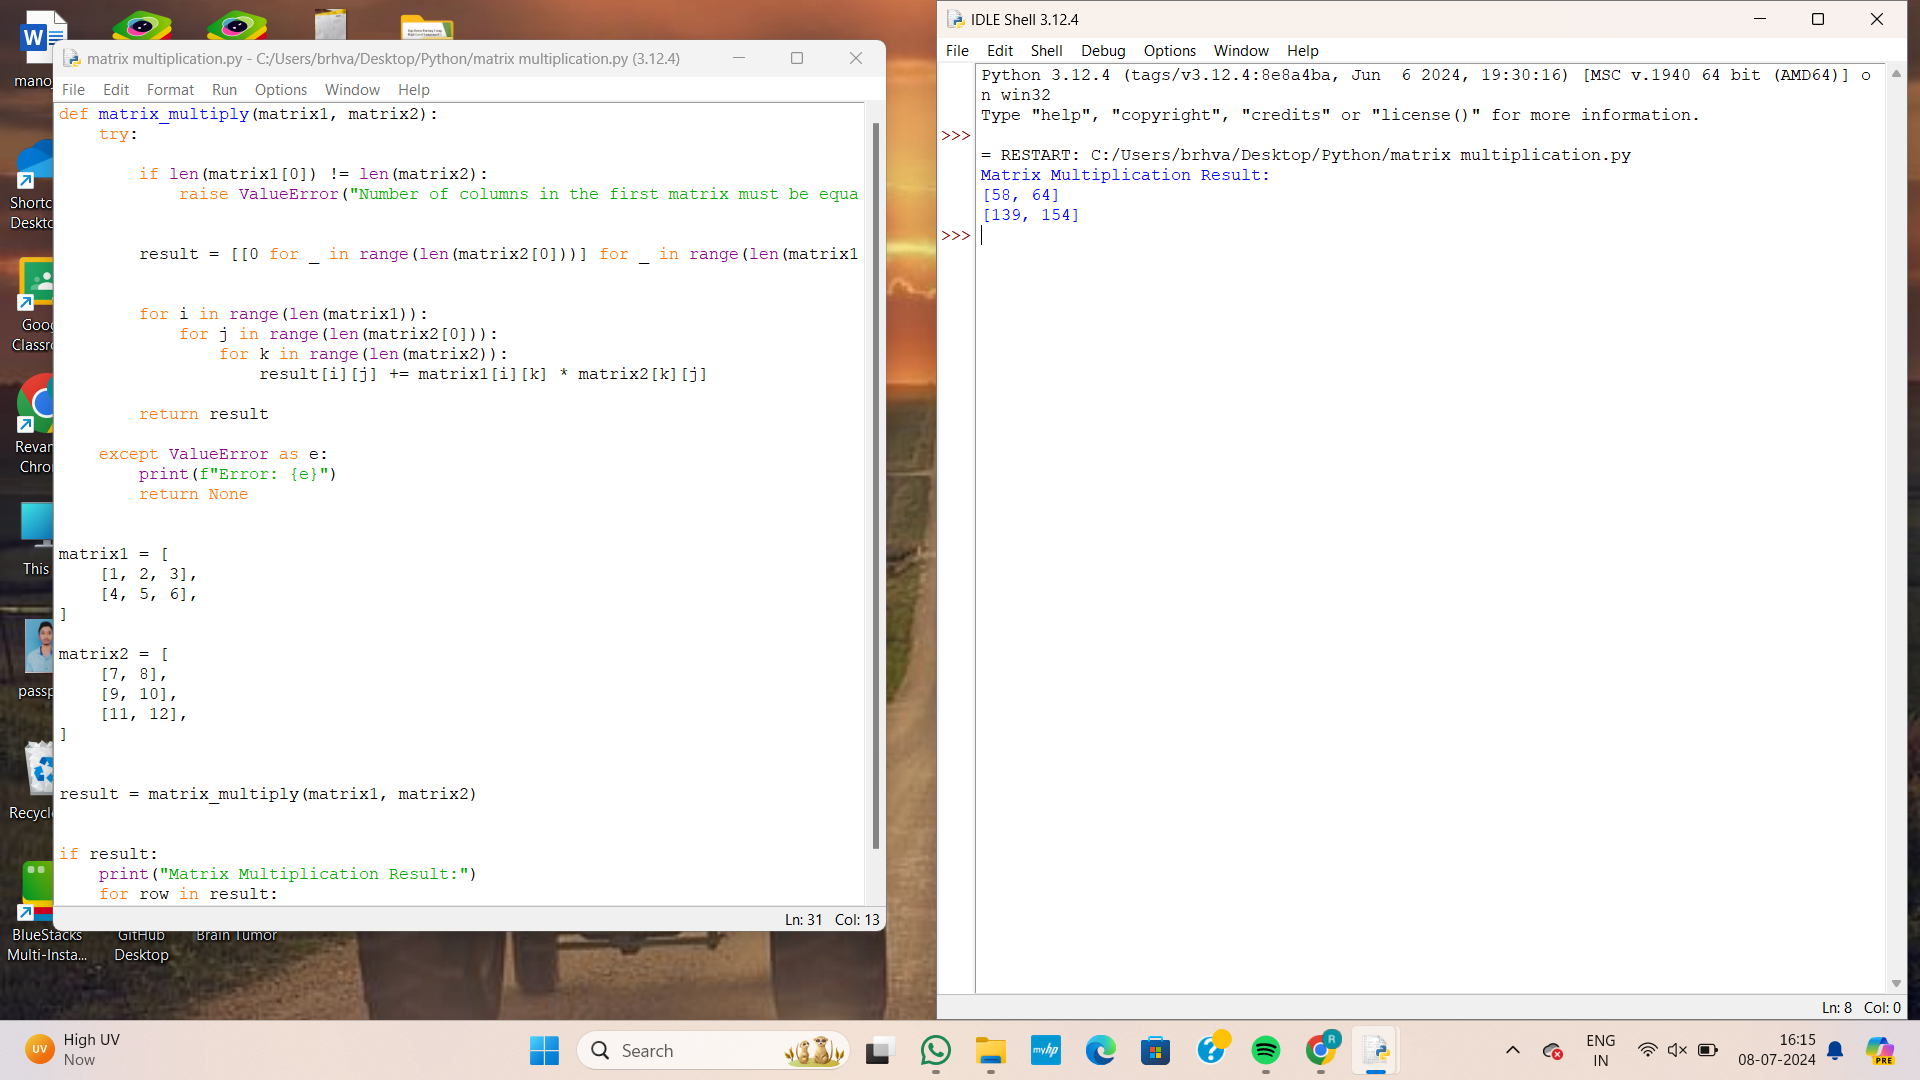 W
mano
Shortc
Deskto
Goog
Classro
Revan
Chro
This
passp
Recycle
BlueStacks
Multi-Insta...
GitHub
Desktop
Brain Tumor
matrix multiplication.py - C:/Users/brhva/Desktop/Python/matrix multiplication.py (3.12.4)
File Edit Format Run Options Window Help
def matrix_multiply(matrix1, matrix2):
    try:
        if len(matrix1[0]) != len(matrix2):
            raise ValueError("Number of columns in the first matrix must be equa
        result = [[0 for _ in range(len(matrix2[0]))] for _ in range(len(matrix1
        for i in range(len(matrix1)):
            for j in range(len(matrix2[0])):
                for k in range(len(matrix2)):
                    result[i][j] += matrix1[i][k] * matrix2[k][j]
        return result
    except ValueError as e:
        print(f"Error: {e}")
        return None
matrix1 = [
    [1, 2, 3],
    [4, 5, 6],
]
matrix2 = [
    [7, 8],
    [9, 10],
    [11, 12],
]
result = matrix_multiply(matrix1, matrix2)
if result:
    print("Matrix Multiplication Result:")
    for row in result:
Ln: 31 Col: 13
IDLE Shell 3.12.4
File Edit Shell Debug Options Window Help
Python 3.12.4 (tags/v3.12.4:8e8a4ba, Jun  6 2024, 19:30:16) [MSC v.1940 64 bit (AMD64)] o
n win32
Type "help", "copyright", "credits" or "license()" for more information.
>>>
= RESTART: C:/Users/brhva/Desktop/Python/matrix multiplication.py
Matrix Multiplication Result:
[58, 64]
[139, 154]
>>>
Ln: 8 Col: 0
UV
High UV
Now
Search
myhp
R
ENG
IN
16:15
08-07-2024
PRE